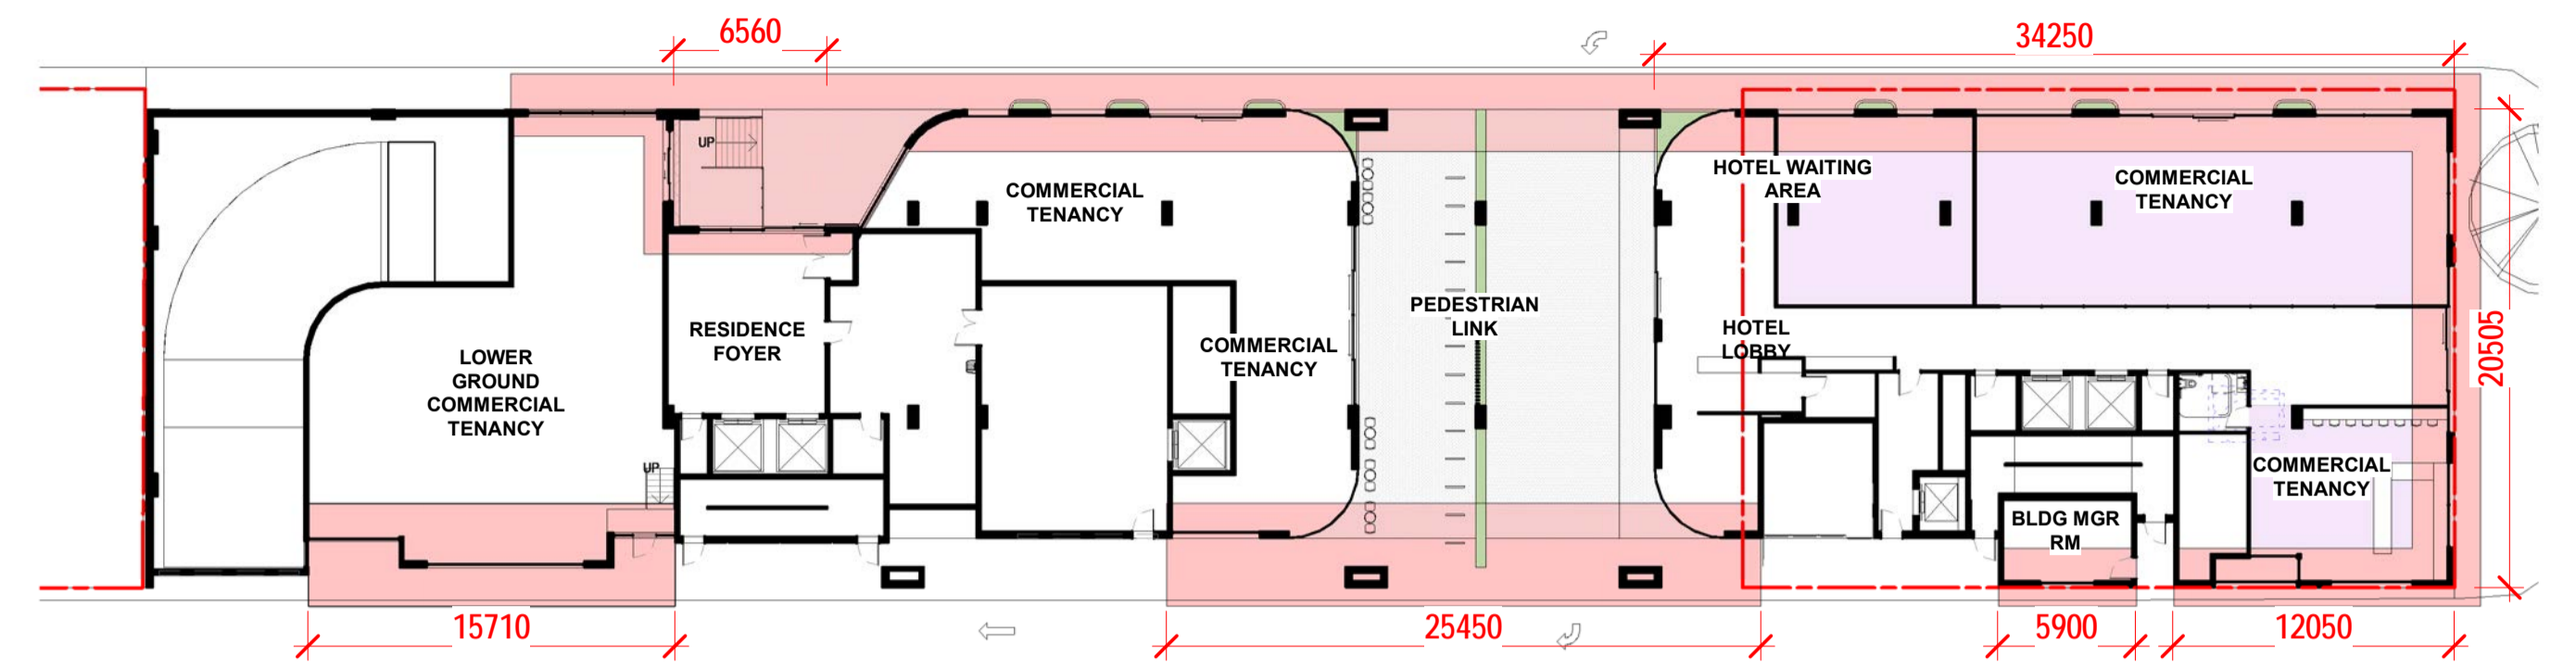 6560
34250
UP
HOTEL WAITING
AREA
COMMERCIAL
TENANCY
COMMERCIAL
TENANCY
PEDESTRIAN
LINK
RESIDENCE
FOYER
HOTEL
LOBBY
COMMERCIAL
TENANCY
LOWER
GROUND
COMMERCIAL
TENANCY
20505
UP
COMMERCIAL
TENANCY
BLDG MGR
RM
15710
25450
5900
12050